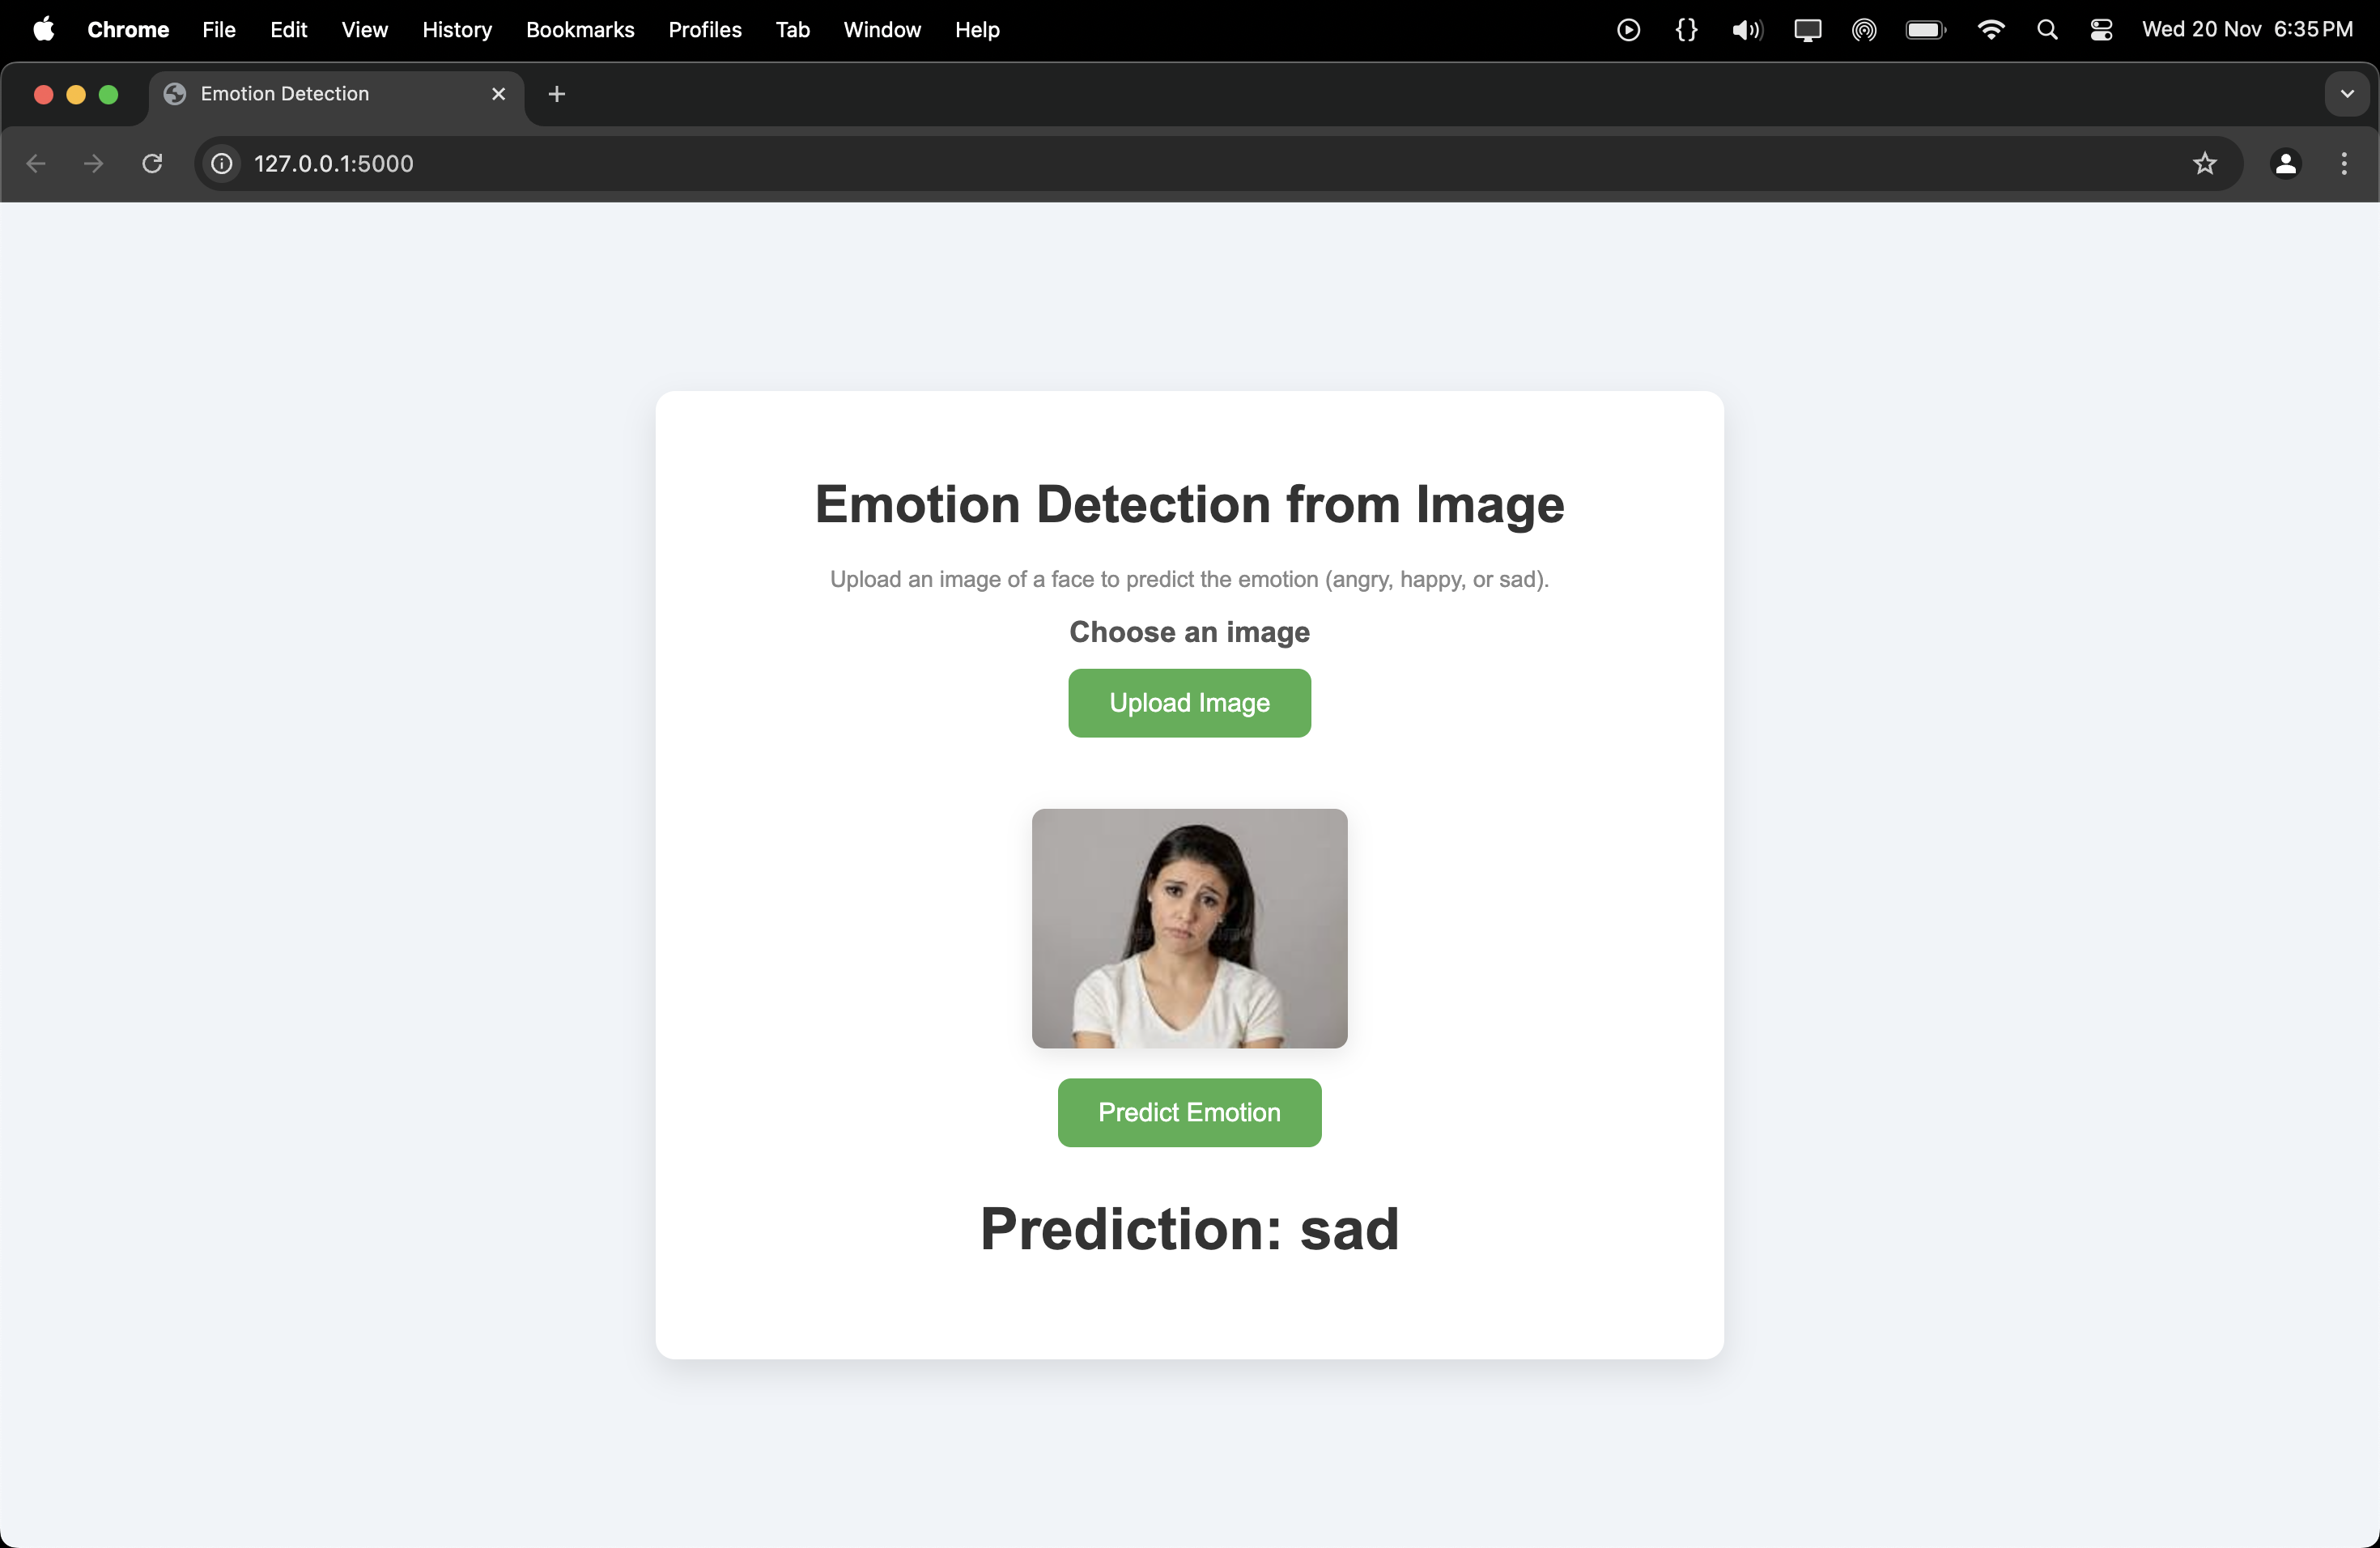 Chrome File Edit View History Bookmarks Profiles Tab Window Help Wed 20 Nov 6:35 PM
Emotion Detection
127.0.0.1:5000
Emotion Detection from Image
Upload an image of a face to predict the emotion (angry, happy, or sad).
Choose an image
Upload Image
Predict Emotion
Prediction: sad